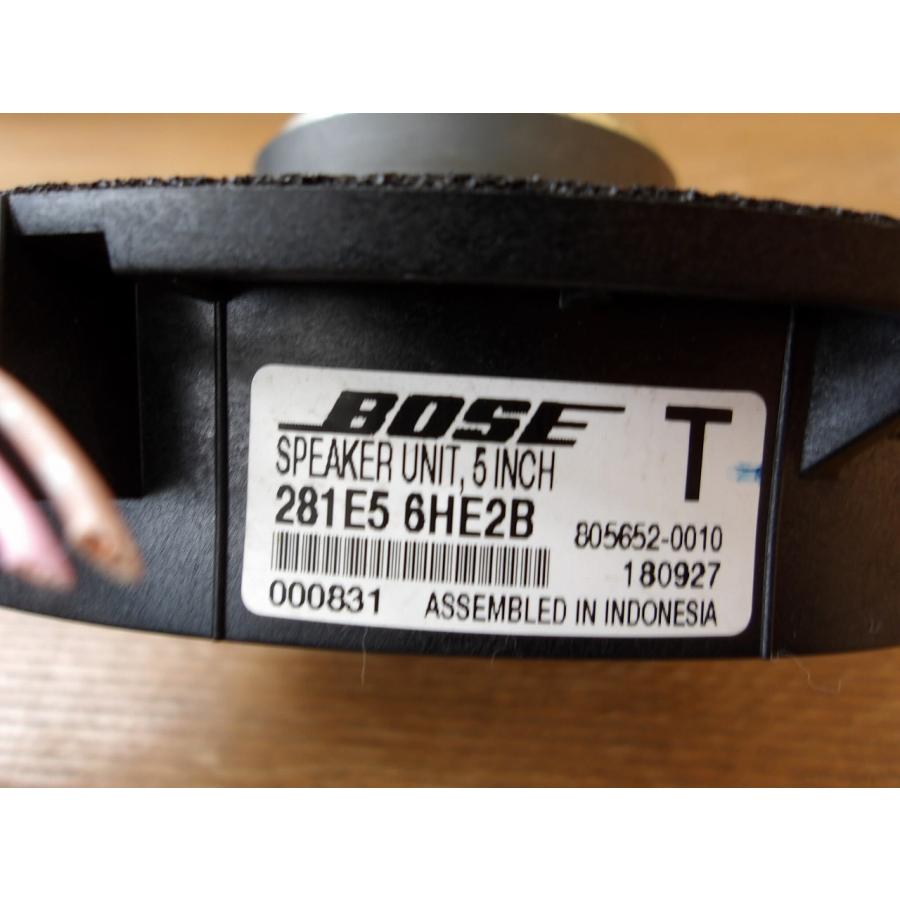 BOSE T
SPEAKER UNIT, 5 INCH
281E5 6HE2B 805652-0010
180927
000831 ASSEMBLED IN INDONESIA